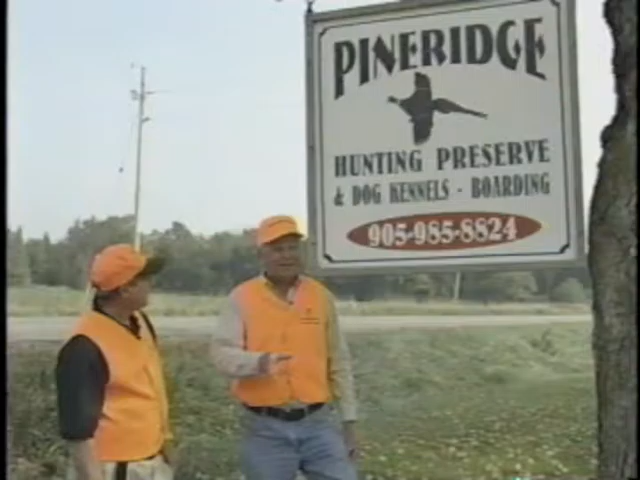 PINERIDGE
HUNTING PRESERVE
& DOG KENNELS - BOARDING
905-985-8824